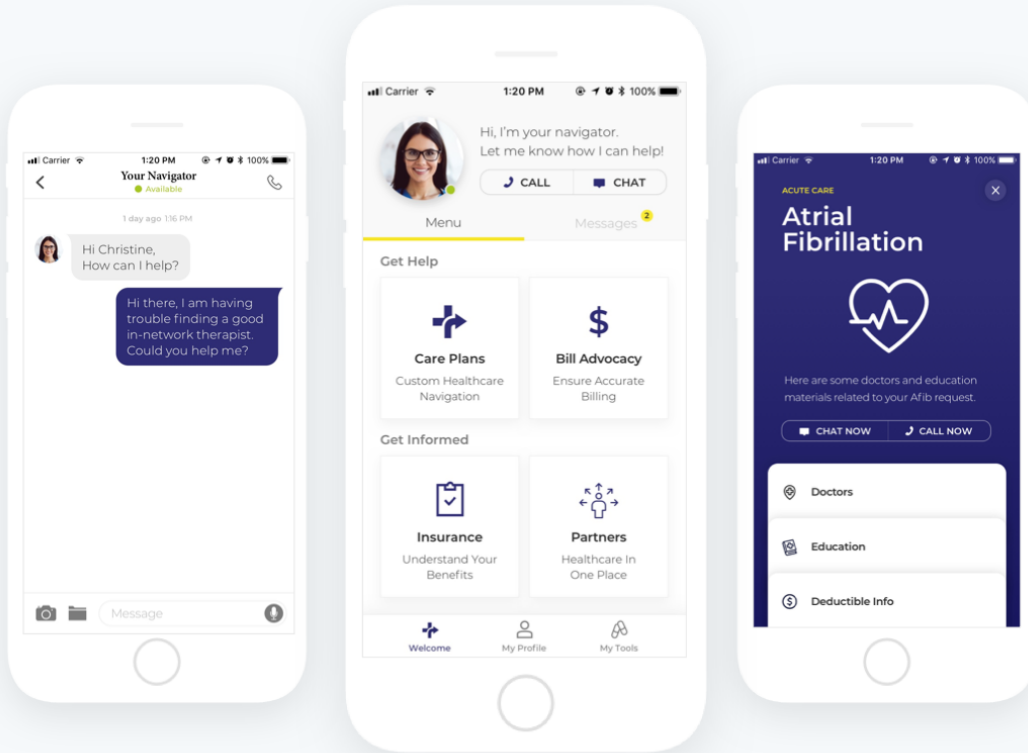 Carrier 1:20 PM 100%
Your Navigator
Available
1 day ago 1:16 PM
Hi Christine,
How can I help?
Hi there, I am having
trouble finding a good
in-network therapist.
Could you help me?
Message
Carrier 1:20 PM 100%
Hi, I'm your navigator.
Let me know how I can help!
CALL CHAT
Menu Messages 2
Get Help
Care Plans
Custom Healthcare
Navigation
Bill Advocacy
Ensure Accurate
Billing
Get Informed
Insurance
Understand Your
Benefits
Partners
Healthcare In
One Place
Welcome My Profile My Tools
Carrier 1:20 PM 100%
ACUTE CARE
Atrial
Fibrillation
Here are some doctors and education
materials related to your Afib request.
CHAT NOW CALL NOW
Doctors
Education
Deductible Info